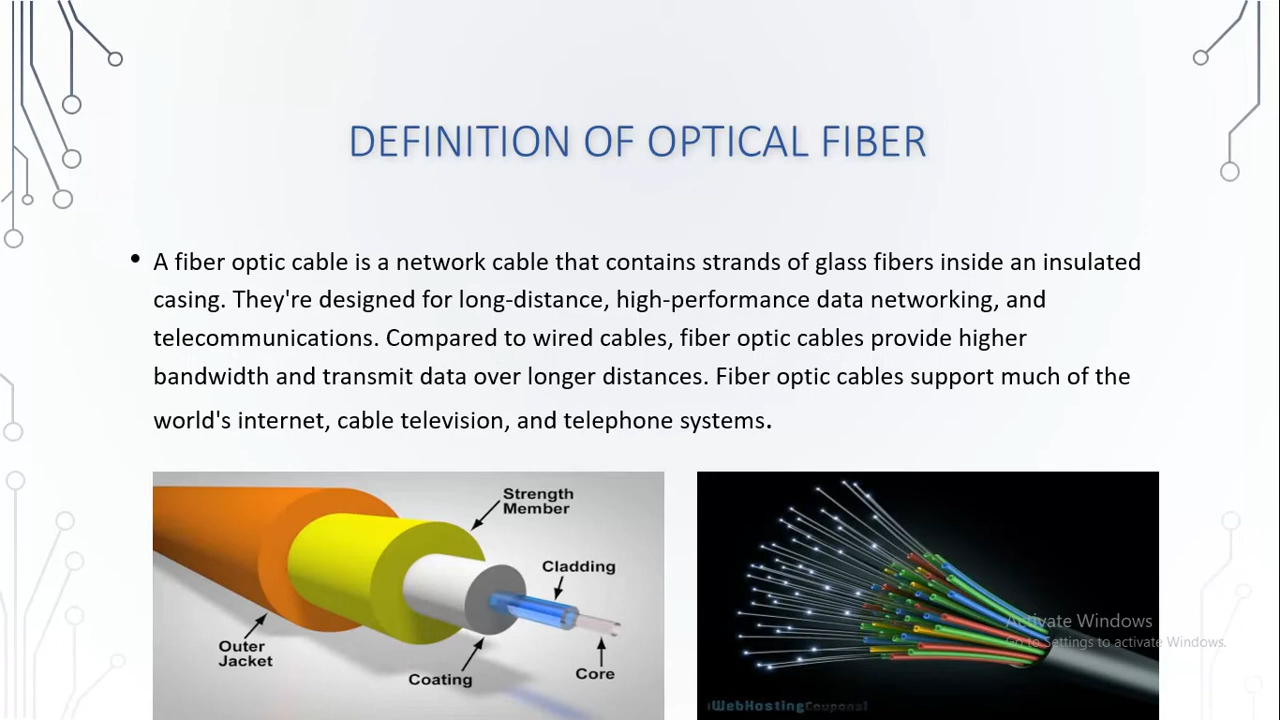 DEFINITION OF OPTICAL FIBER
• A fiber optic cable is a network cable that contains strands of glass fibers inside an insulated
casing. They're designed for long-distance, high-performance data networking, and
telecommunications. Compared to wired cables, fiber optic cables provide higher
bandwidth and transmit data over longer distances. Fiber optic cables support much of the
world's internet, cable television, and telephone systems.
Strength
Member
Cladding
Outer
Jacket
Coating
Core
Activate Windows
Go to Settings to activate Windows.
iWebHostingCoupons!